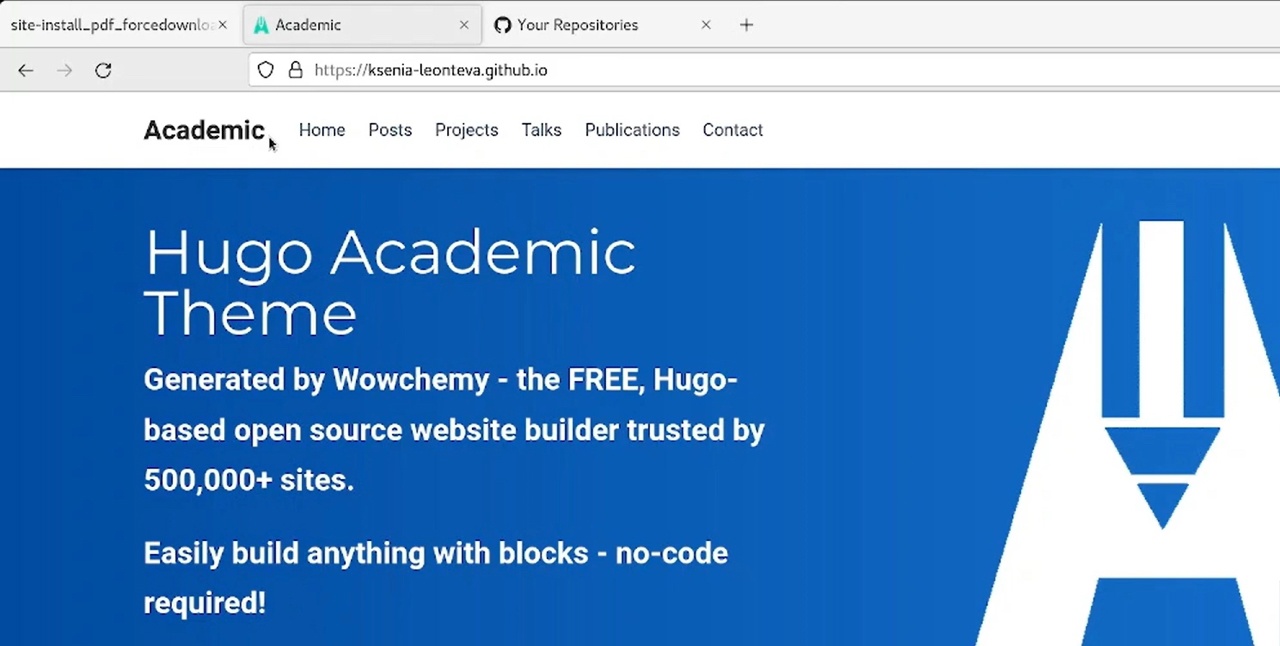 site-install_pdf_forcedownloa
Academic
Your Repositories
https://ksenia-leonteva.github.io
Academic
Home Posts Projects Talks Publications Contact
Hugo Academic
Theme
Generated by Wowchemy - the FREE, Hugo-
based open source website builder trusted by
500,000+ sites.
Easily build anything with blocks - no-code
required!